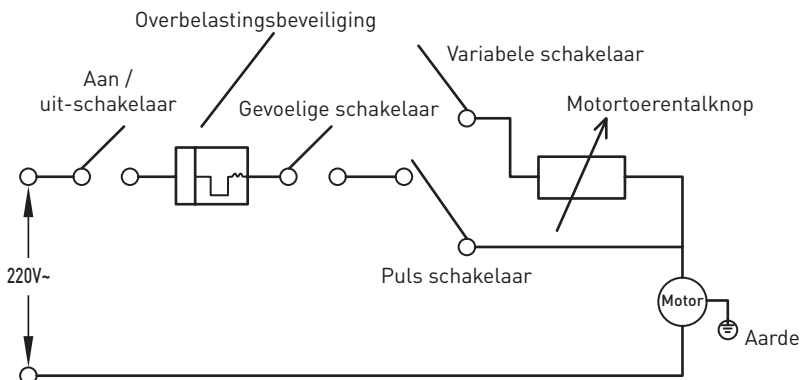 Overbelastingsbeveiliging
Variabele schakelaar
Aan /
uit-schakelaar
Gevoelige schakelaar
Motortoerentalknop
220V~
Puls schakelaar
Motor
Aarde